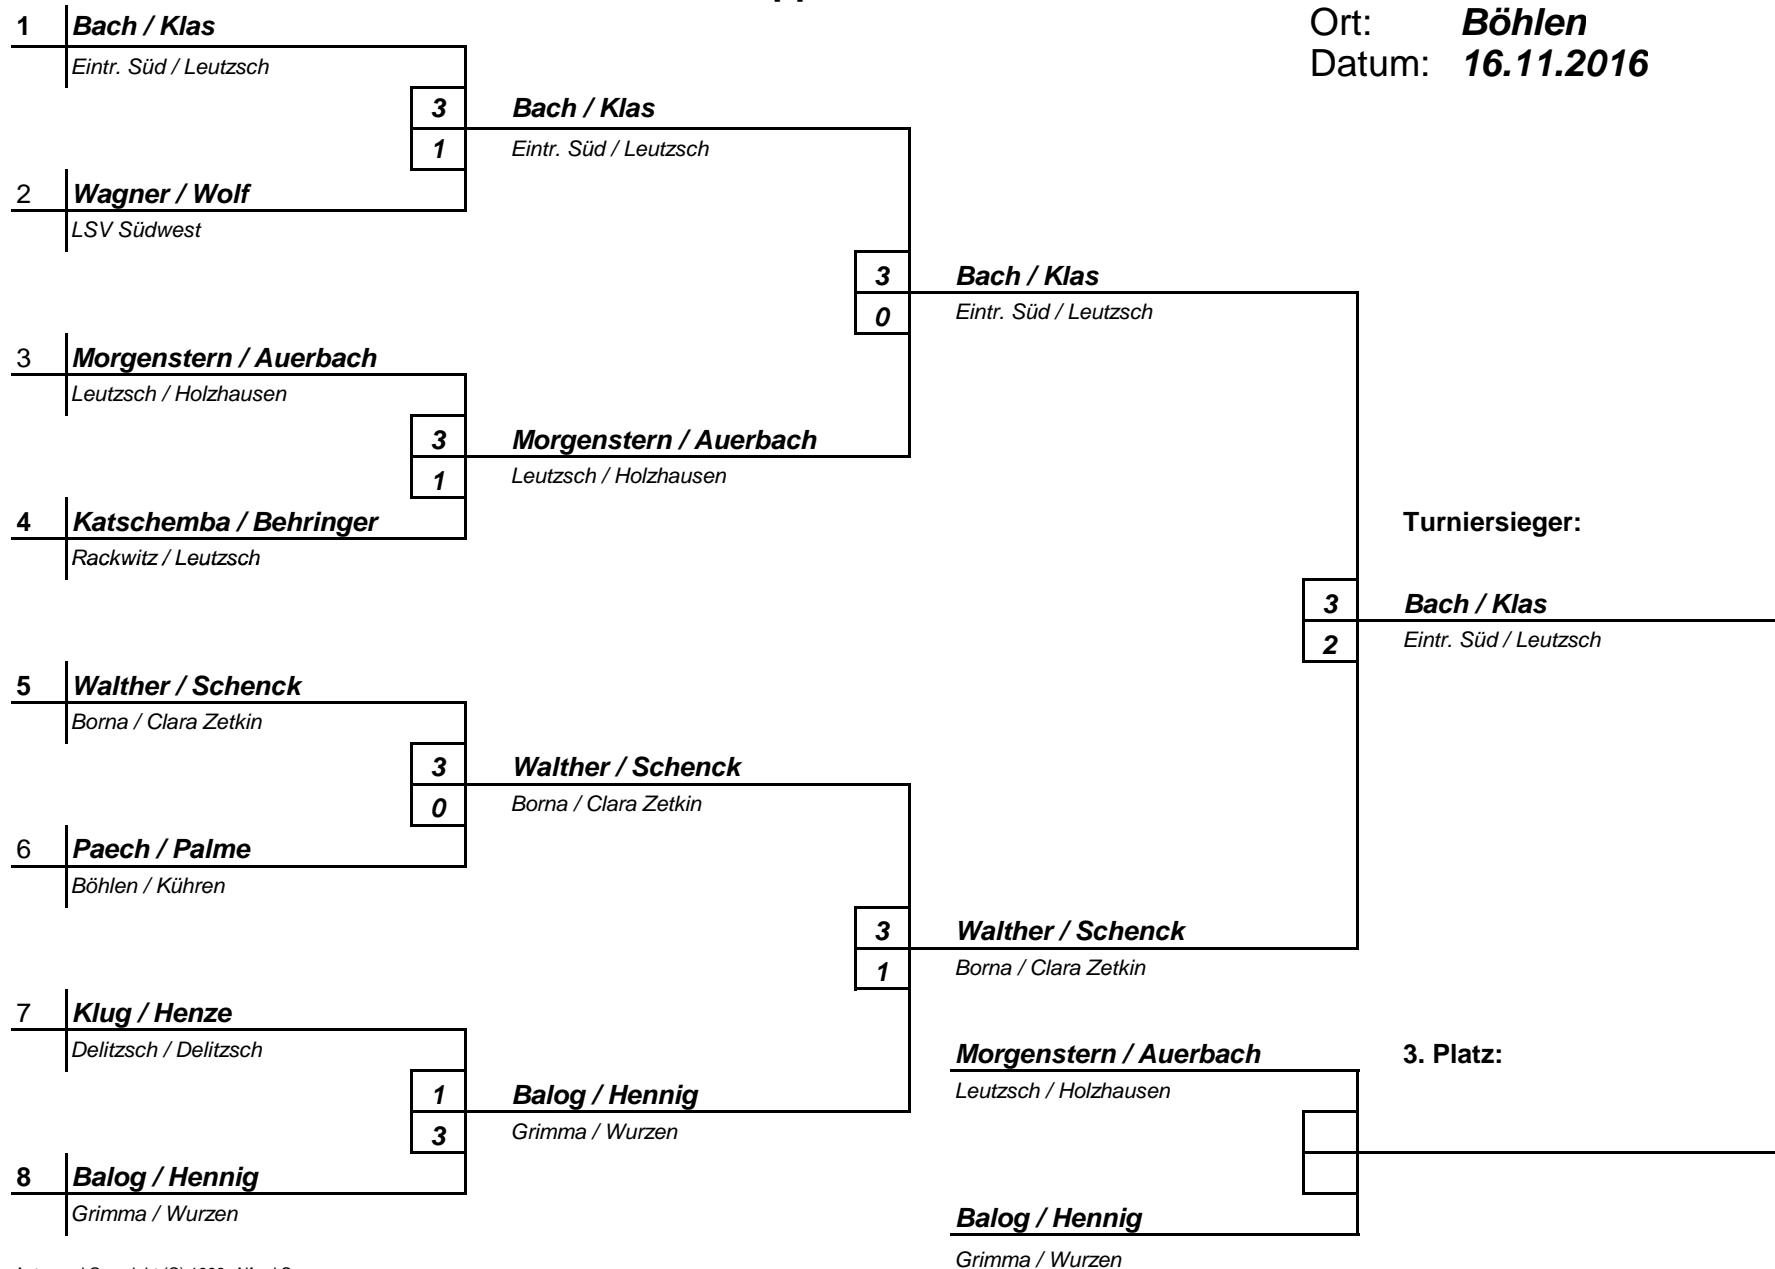 Ort: Böhlen
Datum: 16.11.2016
1 Bach / Klas
Eintr. Süd / Leutzsch
3 Bach / Klas
1 Eintr. Süd / Leutzsch
2 Wagner / Wolf
LSV Südwest
3 Bach / Klas
0 Eintr. Süd / Leutzsch
3 Morgenstern / Auerbach
Leutzsch / Holzhausen
3 Morgenstern / Auerbach
1 Leutzsch / Holzhausen
4 Katschemba / Behringer
Rackwitz / Leutzsch
Turniersieger:
3 Bach / Klas
2 Eintr. Süd / Leutzsch
5 Walther / Schenck
Borna / Clara Zetkin
3 Walther / Schenck
0 Borna / Clara Zetkin
6 Paech / Palme
Böhlen / Kühren
3 Walther / Schenck
1 Borna / Clara Zetkin
7 Klug / Henze
Delitzsch / Delitzsch
Morgenstern / Auerbach 3. Platz:
Leutzsch / Holzhausen
1 Balog / Hennig
3 Grimma / Wurzen
8 Balog / Hennig
Grimma / Wurzen
Balog / Hennig
Grimma / Wurzen